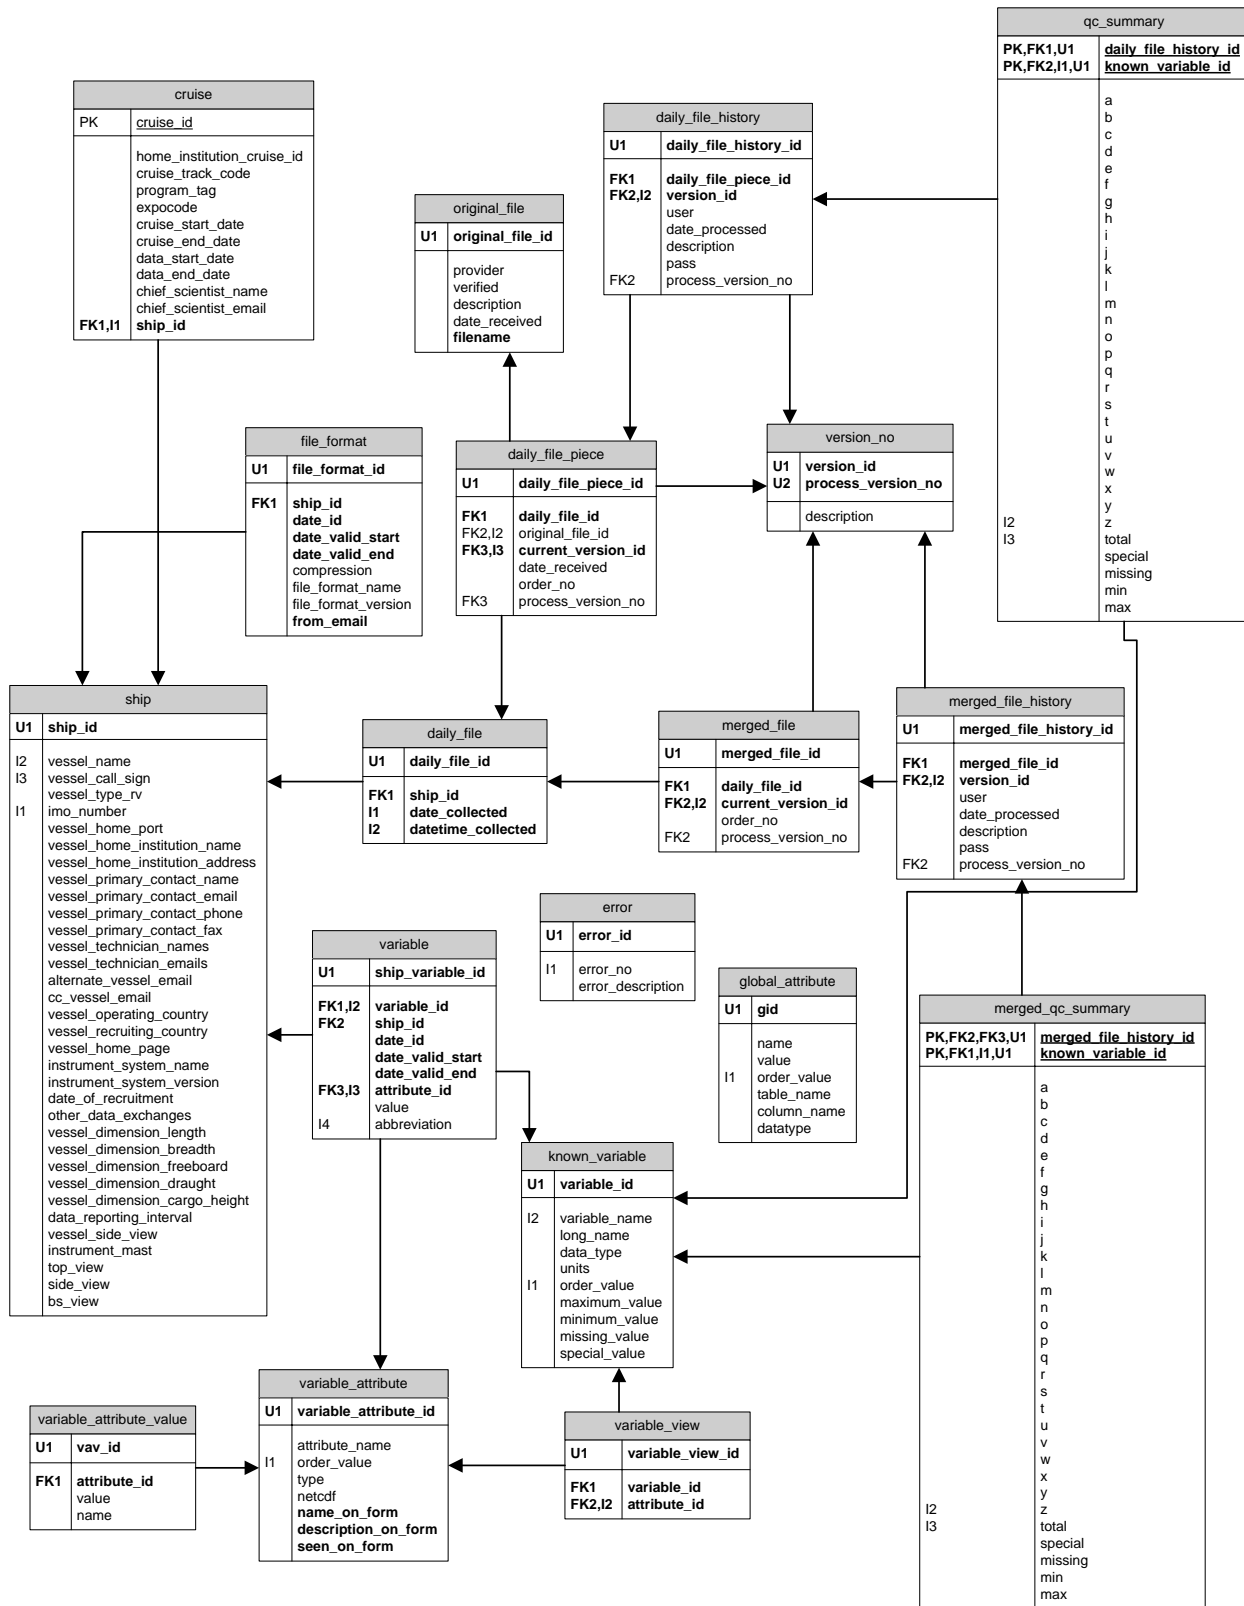 qc_summary
PK,FK1,U1 daily_file_history_id
PK,FK2,I1,U1 known_variable_id
a
b
c
d
e
f
g
h
i
j
k
l
m
n
o
p
q
r
s
t
u
v
w
x
y
I2 z
I3 total
special
missing
min
max
cruise
PK cruise_id
home_institution_cruise_id
cruise_track_code
program_tag
expocode
cruise_start_date
cruise_end_date
data_start_date
data_end_date
chief_scientist_name
chief_scientist_email
FK1,I1 ship_id
daily_file_history
U1 daily_file_history_id
FK1 daily_file_piece_id
FK2,I2 version_id
user
date_processed
description
pass
FK2 process_version_no
original_file
U1 original_file_id
provider
verified
description
date_received
filename
file_format
U1 file_format_id
FK1 ship_id
date_id
date_valid_start
date_valid_end
compression
file_format_name
file_format_version
from_email
daily_file_piece
U1 daily_file_piece_id
FK1 daily_file_id
FK2,I2 original_file_id
FK3,I3 current_version_id
date_received
order_no
FK3 process_version_no
version_no
U1 version_id
U2 process_version_no
description
ship
U1 ship_id
I2 vessel_name
I3 vessel_call_sign
vessel_type_rv
I1 imo_number
vessel_home_port
vessel_home_institution_name
vessel_home_institution_address
vessel_primary_contact_name
vessel_primary_contact_email
vessel_primary_contact_phone
vessel_primary_contact_fax
vessel_technician_names
vessel_technician_emails
alternate_vessel_email
cc_vessel_email
vessel_operating_country
vessel_recruiting_country
vessel_home_page
instrument_system_name
instrument_system_version
date_of_recruitment
other_data_exchanges
vessel_dimension_length
vessel_dimension_breadth
vessel_dimension_freeboard
vessel_dimension_draught
vessel_dimension_cargo_height
data_reporting_interval
vessel_side_view
instrument_mast
top_view
side_view
bs_view
daily_file
U1 daily_file_id
FK1 ship_id
I1 date_collected
I2 datetime_collected
merged_file
U1 merged_file_id
FK1 daily_file_id
FK2,I2 current_version_id
order_no
FK2 process_version_no
merged_file_history
U1 merged_file_history_id
FK1 merged_file_id
FK2,I2 version_id
user
date_processed
description
pass
FK2 process_version_no
error
U1 error_id
I1 error_no
error_description
variable
U1 ship_variable_id
FK1,I2 variable_id
FK2 ship_id
date_id
date_valid_start
date_valid_end
FK3,I3 attribute_id
value
I4 abbreviation
global_attribute
U1 gid
name
value
I1 order_value
table_name
column_name
datatype
merged_qc_summary
PK,FK2,FK3,U1 merged_file_history_id
PK,FK1,I1,U1 known_variable_id
a
b
c
d
e
f
g
h
i
j
k
l
m
n
o
p
q
r
s
t
u
v
w
x
y
I2 z
I3 total
special
missing
min
max
known_variable
U1 variable_id
I2 variable_name
long_name
data_type
units
I1 order_value
maximum_value
minimum_value
missing_value
special_value
variable_attribute
U1 variable_attribute_id
attribute_name
I1 order_value
type
netcdf
name_on_form
description_on_form
seen_on_form
variable_attribute_value
U1 vav_id
FK1 attribute_id
value
name
variable_view
U1 variable_view_id
FK1 variable_id
FK2,I2 attribute_id